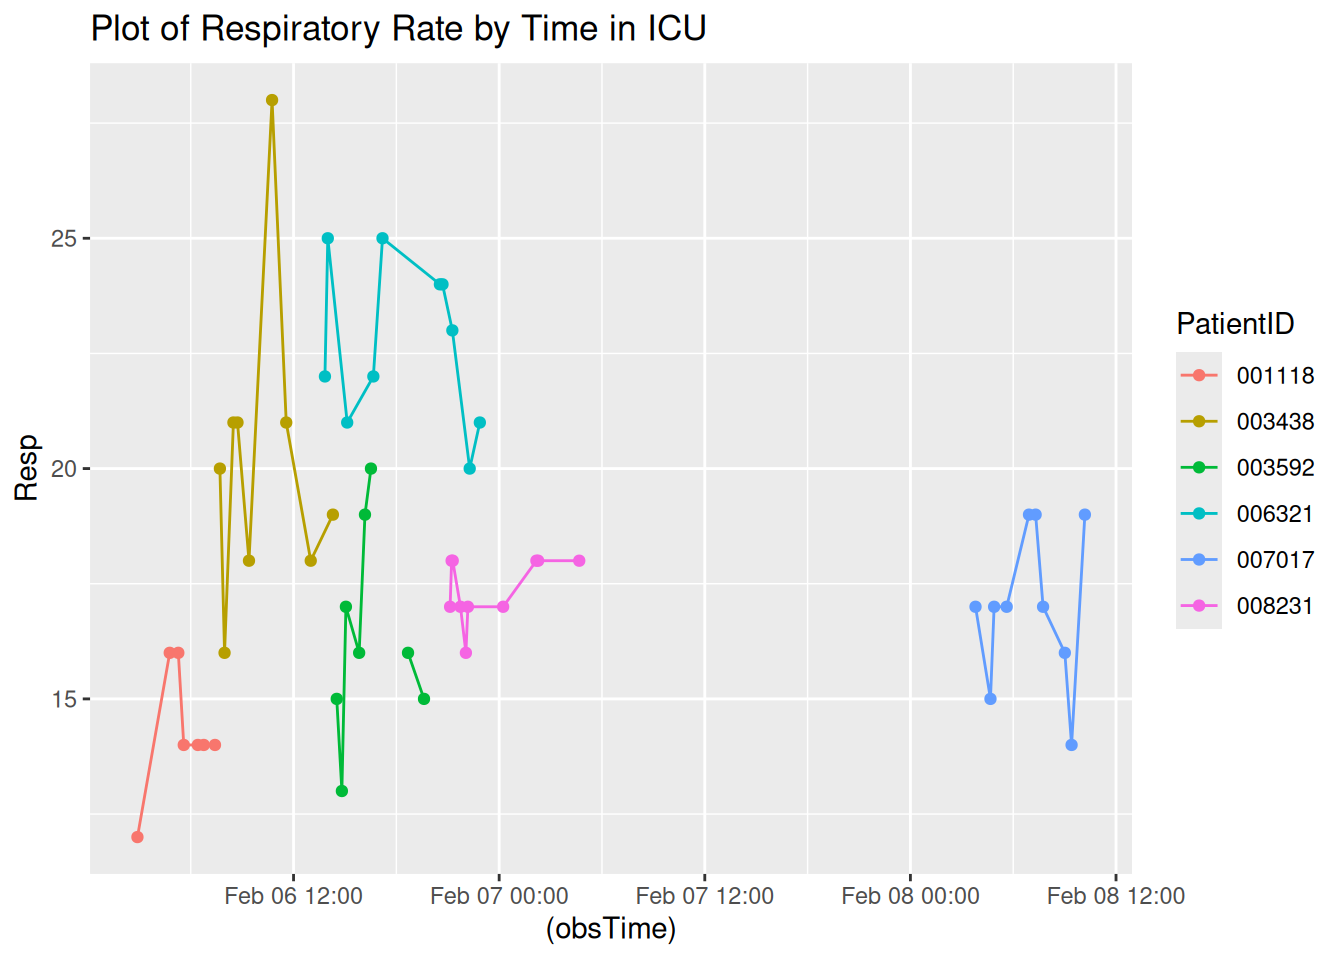 Plot of Respiratory Rate by Time in ICU
Resp
25
20
15
Feb 06 12:00
Feb 07 00:00
Feb 07 12:00
Feb 08 00:00
Feb 08 12:00
(obsTime)
PatientID
001118
003438
003592
006321
007017
008231